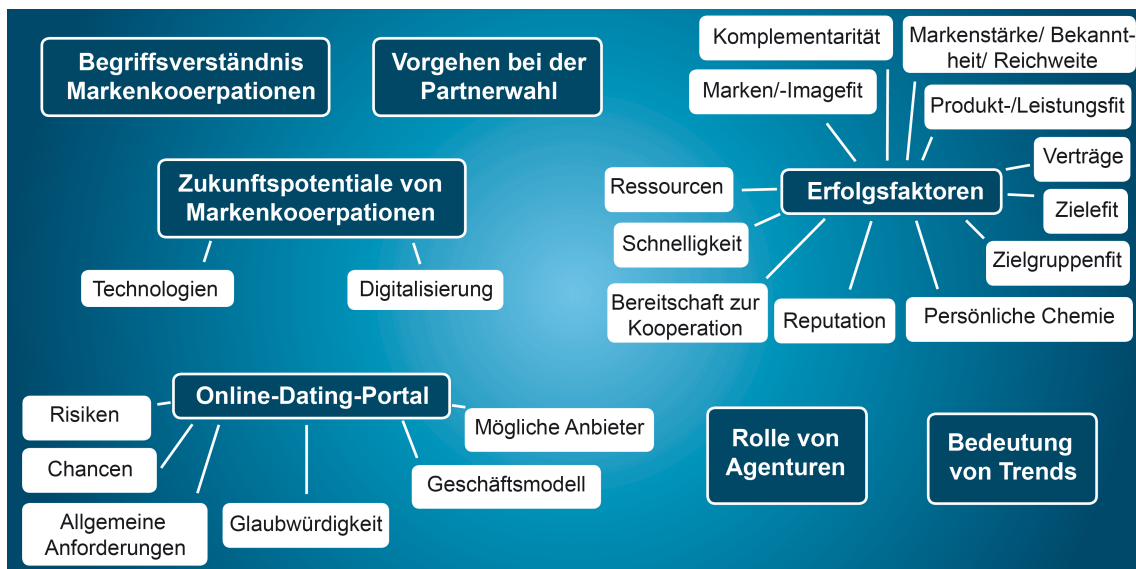 Begriffsverständnis
Markenkooerpationen
Vorgehen bei der
Partnerwahl
Komplementarität
Markenstärke/ Bekannt-
heit/ Reichweite
Marken/-Imagefit
Produkt-/Leistungsfit
Verträge
Ressourcen
Erfolgsfaktoren
Zielefit
Schnelligkeit
Zielgruppenfit
Bereitschaft zur
Kooperation
Reputation
Persönliche Chemie
Zukunftspotentiale von
Markenkooerpationen
Technologien
Digitalisierung
Online-Dating-Portal
Risiken
Mögliche Anbieter
Chancen
Geschäftsmodell
Allgemeine
Anforderungen
Glaubwürdigkeit
Rolle von
Agenturen
Bedeutung
von Trends